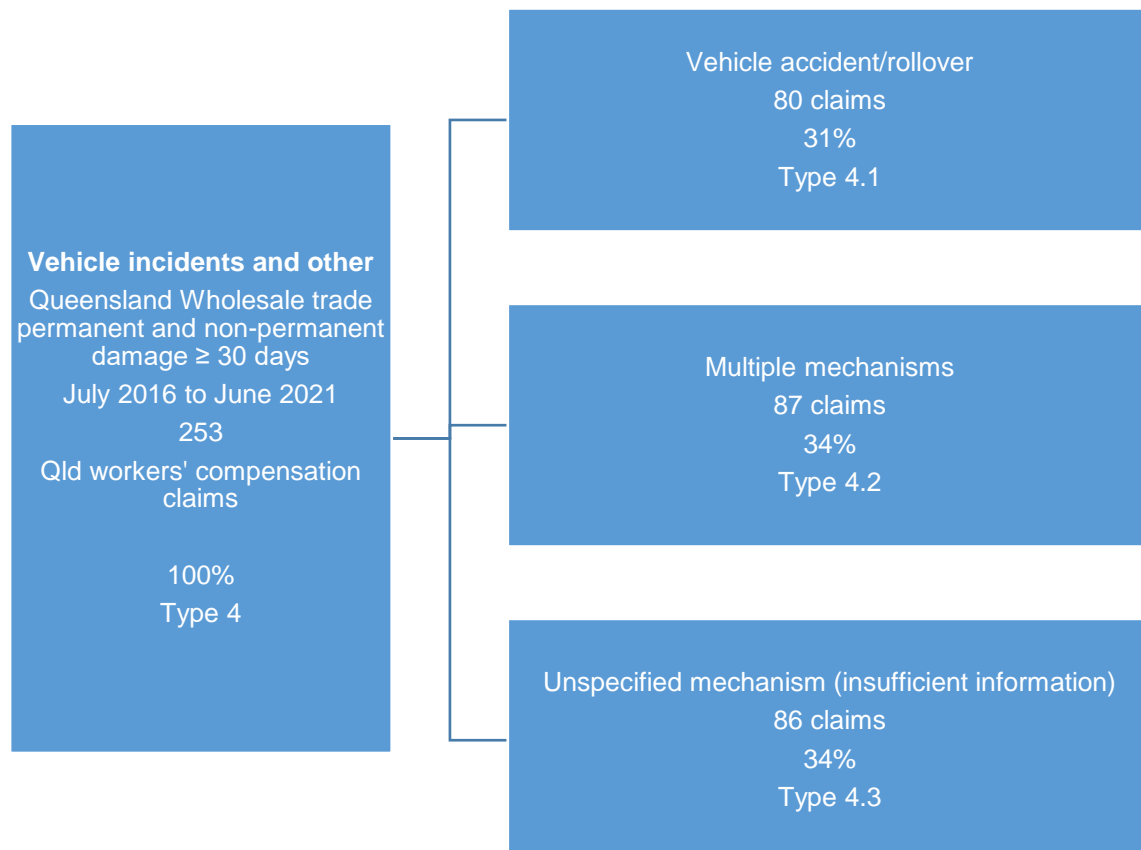 Vehicle incidents and other
Queensland Wholesale trade
permanent and non-permanent
damage ≥ 30 days
July 2016 to June 2021
253
Qld workers' compensation
claims
100%
Type 4
Vehicle accident/rollover
80 claims
31%
Type 4.1
Multiple mechanisms
87 claims
34%
Type 4.2
Unspecified mechanism (insufficient information)
86 claims
34%
Type 4.3